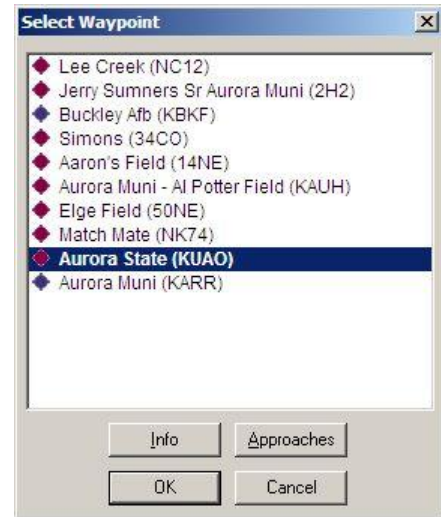 Select Waypoint
Lee Creek (NC12)
Jerry Sumners Sr Aurora Muni (2H2)
Buckley Afb (KBKF)
Simons (34CO)
Aaron's Field (14NE)
Aurora Muni - Al Potter Field (KAUH)
Elge Field (50NE)
Match Mate (NK74)
Aurora State (KUAO)
Aurora Muni (KARR)
Info Approaches
OK Cancel